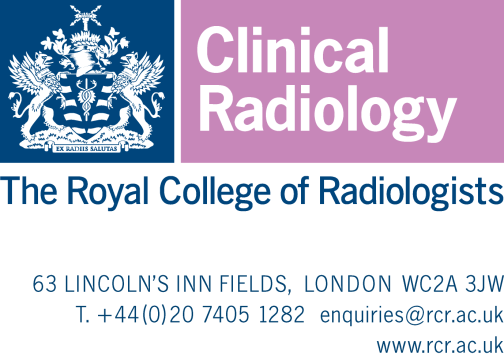 Clinical
Radiology
EX RADIIS SALUTAS
The Royal College of Radiologists
63 LINCOLN'S INN FIELDS, LONDON WC2A 3JW
T. +44(0)20 7405 1282 enquiries@rcr.ac.uk
www.rcr.ac.uk